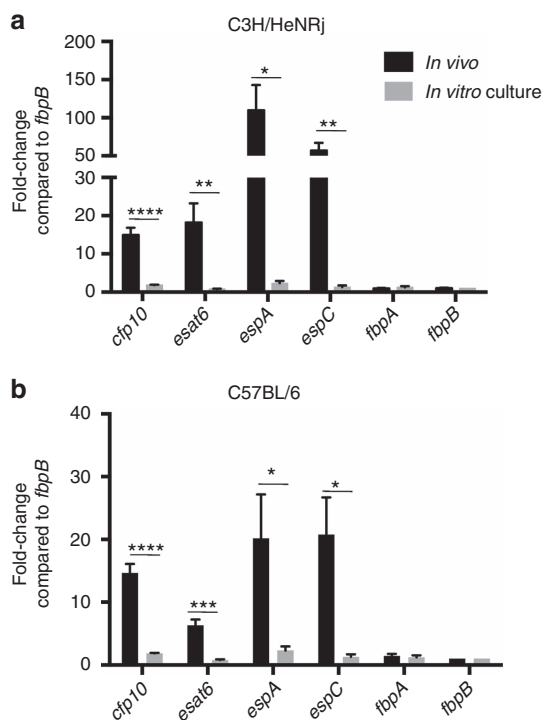 a
C3H/HeNRj
In vivo
In vitro culture
Fold-change
compared to fbpB
200
150
100
50
30
20
10
0
****
**
*
**
cfp10
esat6
espA
espC
fbpA
fbpB
b
C57BL/6
Fold-change
compared to fbpB
40
30
20
10
0
****
***
*
*
cfp10
esat6
espA
espC
fbpA
fbpB